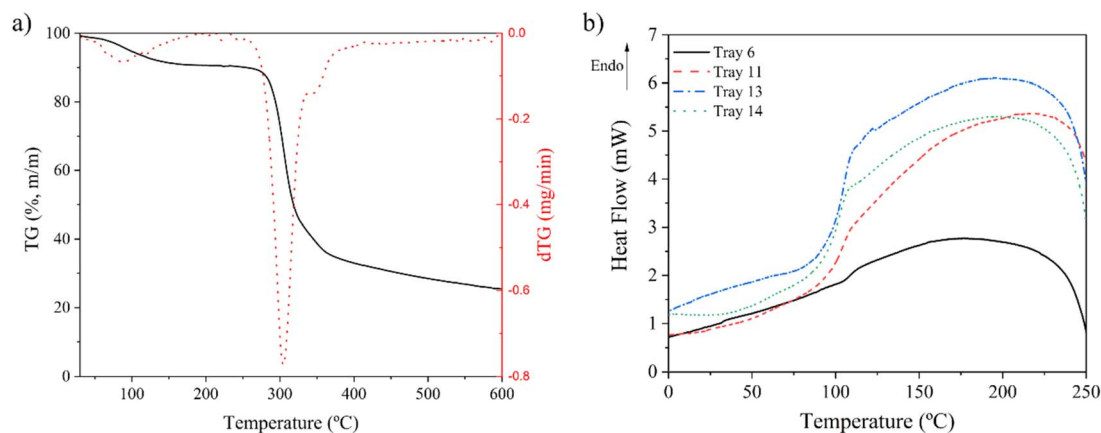 a)
100
80
60
40
20
0
TG (%, m/m)
100
200
300
400
500
600
Temperature (ºC)
0.0
-0.2
-0.4
-0.6
-0.8
dTG (mg/min)
b)
7
6
5
4
3
2
1
0
Heat Flow (mW)
Endo
Tray 6
Tray 11
Tray 13
Tray 14
0
50
100
150
200
250
Temperature (ºC)